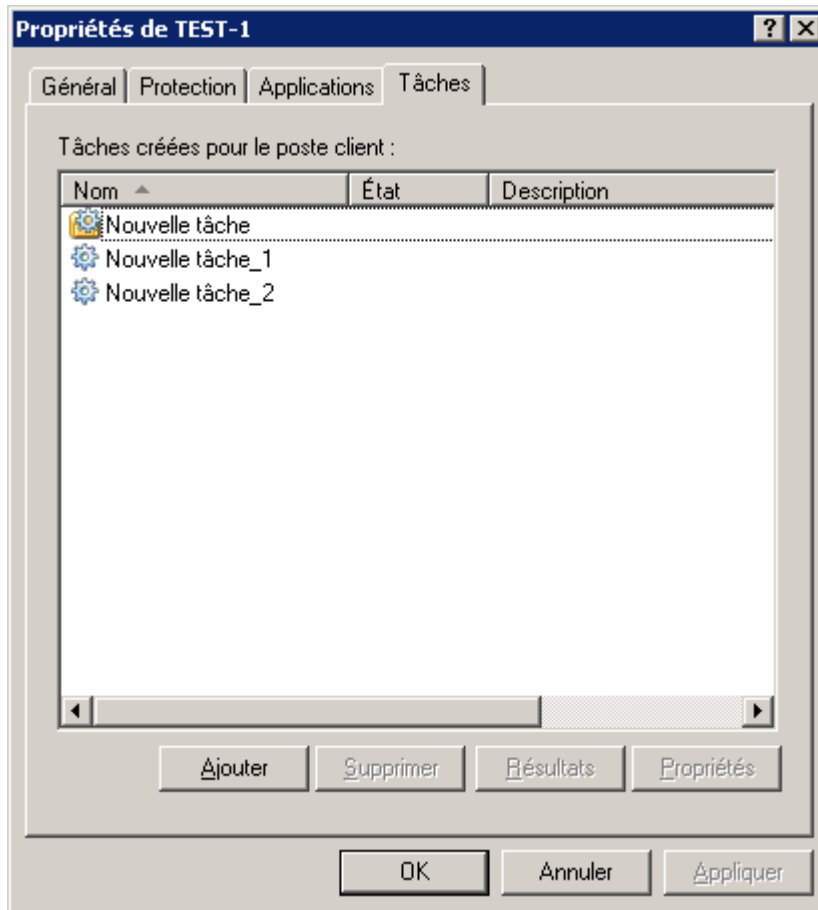 Propriétés de TEST-1
Général Protection Applications Tâches
Tâches créées pour le poste client :
Nom État Description
Nouvelle tâche
Nouvelle tâche_1
Nouvelle tâche_2
Ajouter Supprimer Résultats Propriétés
OK Annuler Appliquer